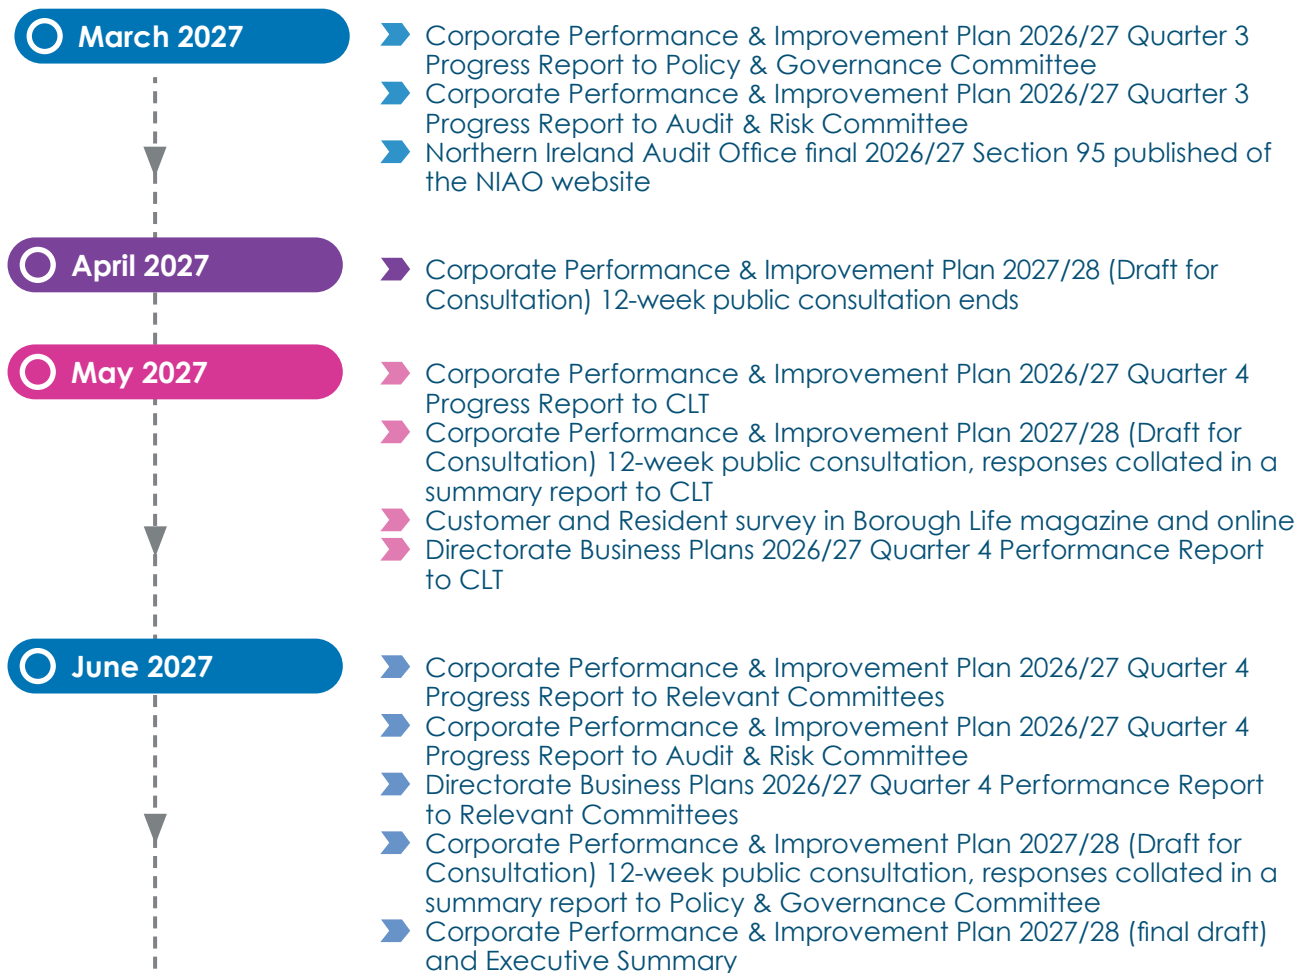 March 2027
Corporate Performance & Improvement Plan 2026/27 Quarter 3
Progress Report to Policy & Governance Committee
Corporate Performance & Improvement Plan 2026/27 Quarter 3
Progress Report to Audit & Risk Committee
Northern Ireland Audit Office final 2026/27 Section 95 published of
the NIAO website
April 2027
Corporate Performance & Improvement Plan 2027/28 (Draft for
Consultation) 12-week public consultation ends
May 2027
Corporate Performance & Improvement Plan 2026/27 Quarter 4
Progress Report to CLT
Corporate Performance & Improvement Plan 2027/28 (Draft for
Consultation) 12-week public consultation, responses collated in a
summary report to CLT
Customer and Resident survey in Borough Life magazine and online
Directorate Business Plans 2026/27 Quarter 4 Performance Report
to CLT
June 2027
Corporate Performance & Improvement Plan 2026/27 Quarter 4
Progress Report to Relevant Committees
Corporate Performance & Improvement Plan 2026/27 Quarter 4
Progress Report to Audit & Risk Committee
Directorate Business Plans 2026/27 Quarter 4 Performance Report
to Relevant Committees
Corporate Performance & Improvement Plan 2027/28 (Draft for
Consultation) 12-week public consultation, responses collated in a
summary report to Policy & Governance Committee
Corporate Performance & Improvement Plan 2027/28 (final draft)
and Executive Summary